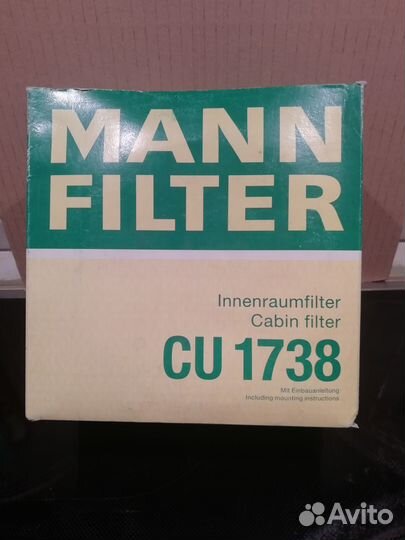 MANN
FILTER
Innenraumfilter
Cabin filter
CU 1738
Mit Einbauanleitung
Including mounting instructions
Avito